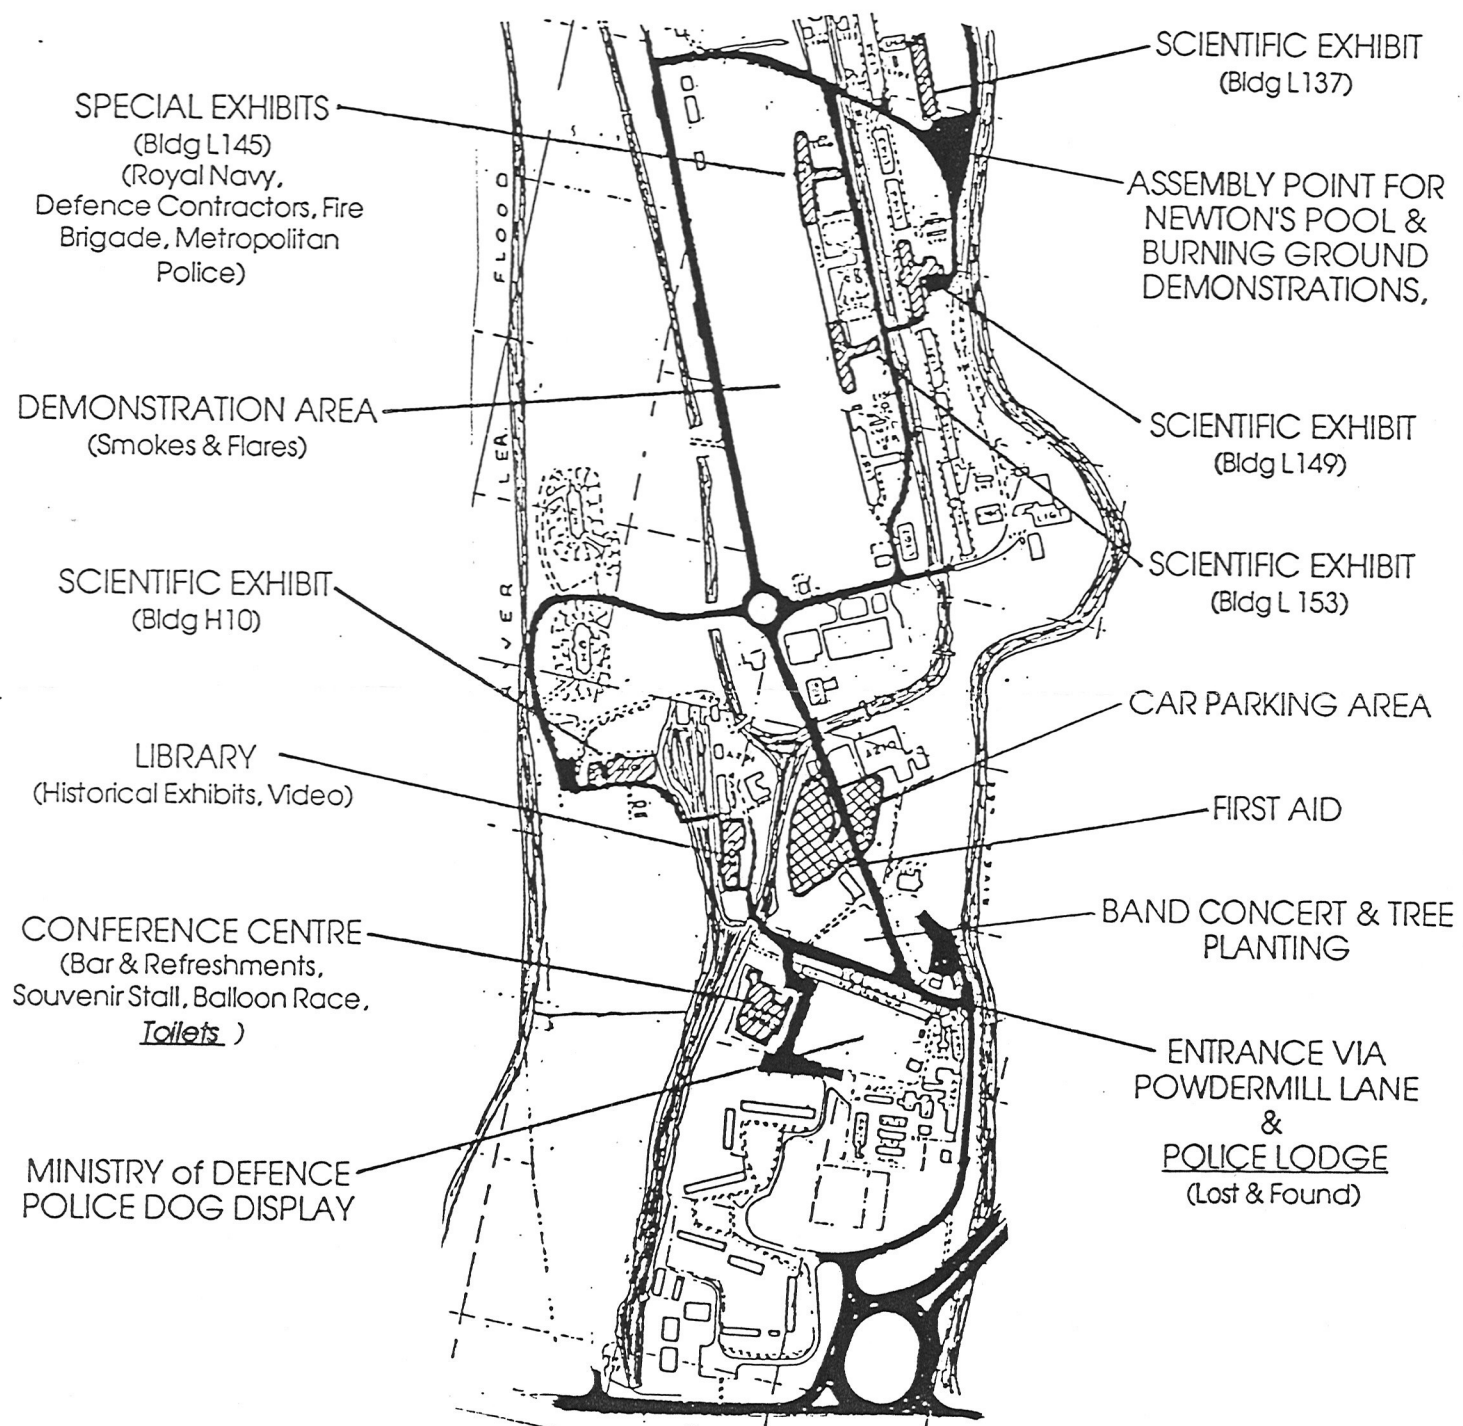 SPECIAL EXHIBITS
(Bldg L145)
(Royal Navy,
Defence Contractors, Fire
Brigade, Metropolitan
Police)
DEMONSTRATION AREA
(Smokes & Flares)
SCIENTIFIC EXHIBIT
(Bldg H10)
LIBRARY
(Historical Exhibits, Video)
CONFERENCE CENTRE
(Bar & Refreshments,
Souvenir Stall, Balloon Race,
Toilets )
MINISTRY of DEFENCE
POLICE DOG DISPLAY
FLOOD
LEA
SCIENTIFIC EXHIBIT
(Bldg L137)
ASSEMBLY POINT FOR
NEWTON'S POOL &
BURNING GROUND
DEMONSTRATIONS,
SCIENTIFIC EXHIBIT
(Bldg L149)
SCIENTIFIC EXHIBIT
(Bldg L 153)
CAR PARKING AREA
FIRST AID
BAND CONCERT & TREE
PLANTING
ENTRANCE VIA
POWDERMILL LANE
&
POLICE LODGE
(Lost & Found)